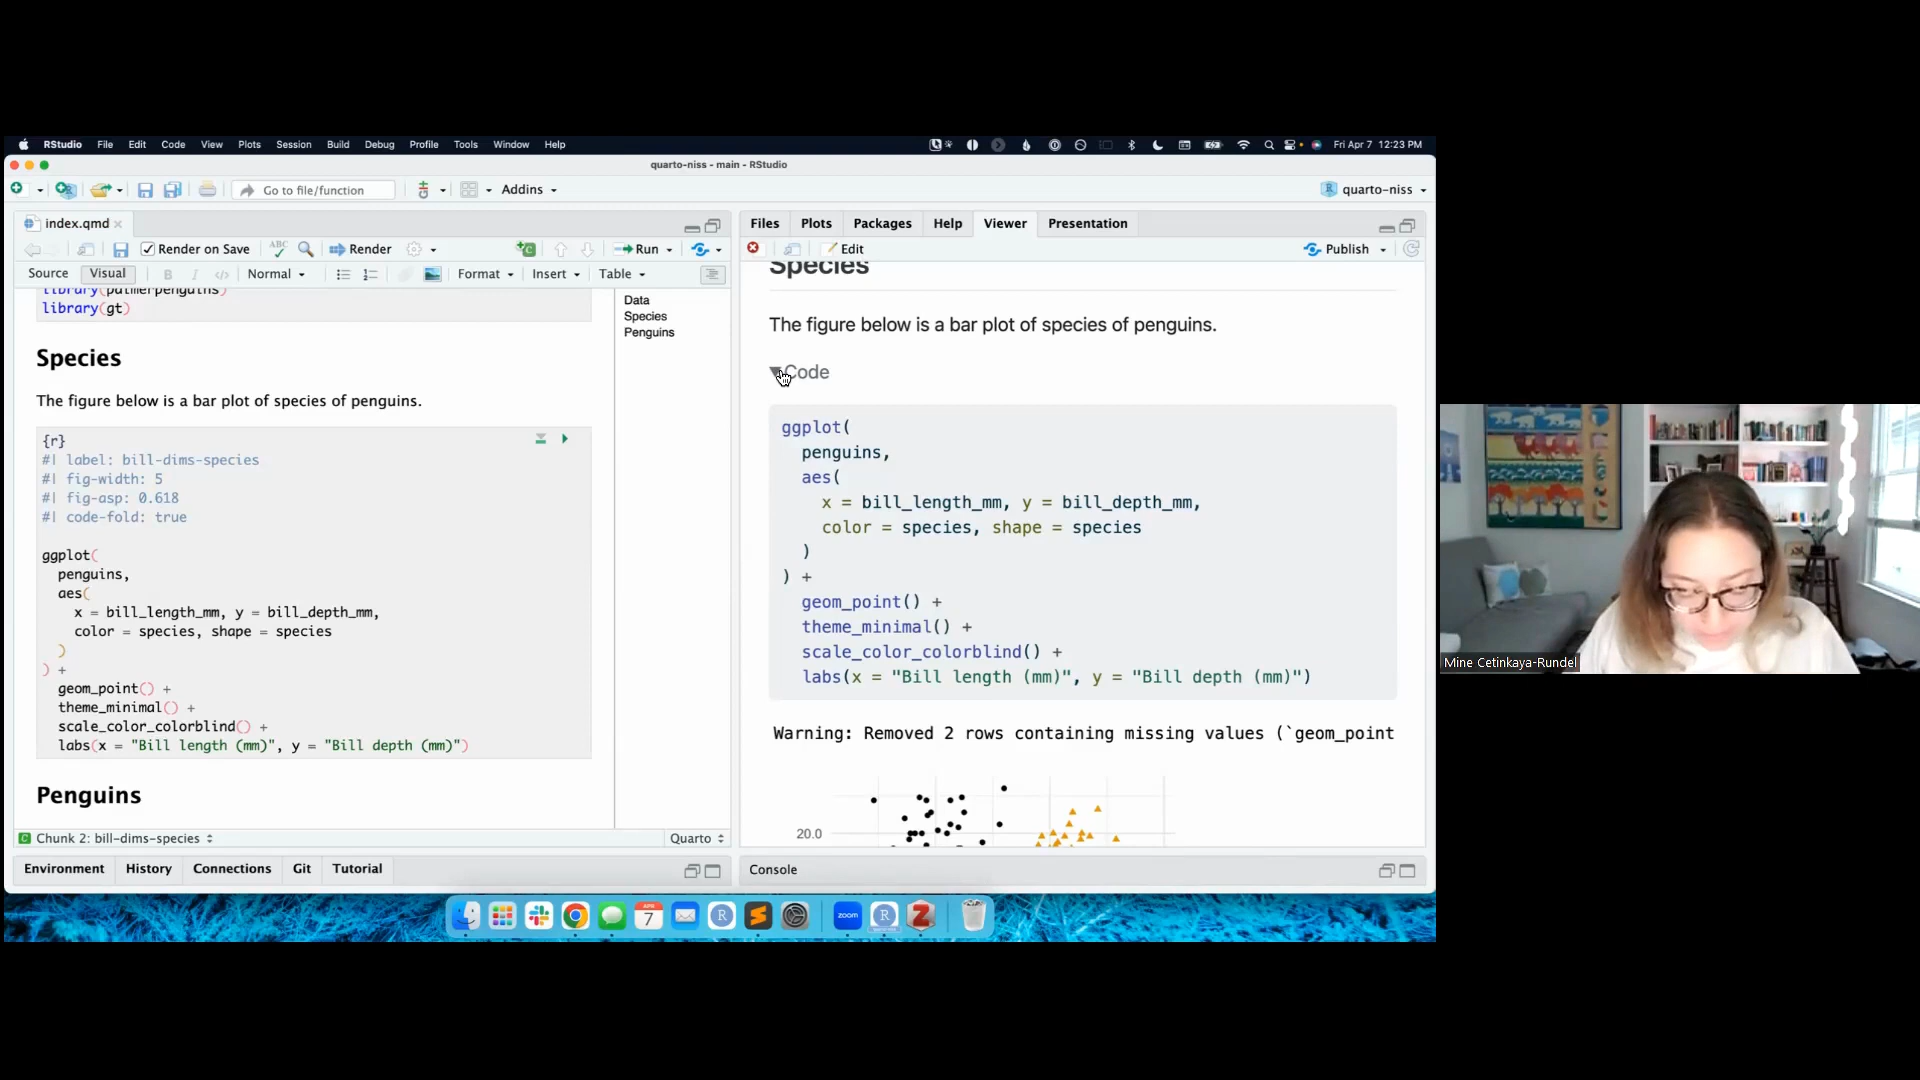 RStudio File Edit Code View Plots Session Build Debug Profile Tools Window Help Fri Apr 7 12:23 PM
quarto-niss - main - RStudio
Go to file/function Addins quarto-niss
index.qmd
Render on Save ABC Render Run
Source Visual B I </> Normal Format Insert Table
library(palmerpenguins)
library(gt)
Species
The figure below is a bar plot of species of penguins.
{r}
#| label: bill-dims-species
#| fig-width: 5
#| fig-asp: 0.618
#| code-fold: true
ggplot(
penguins,
aes(
x = bill_length_mm, y = bill_depth_mm,
color = species, shape = species
)
) +
geom_point() +
theme_minimal() +
scale_color_colorblind() +
labs(x = "Bill length (mm)", y = "Bill depth (mm)")
Penguins
Data
Species
Penguins
Chunk 2: bill-dims-species Quarto
Environment History Connections Git Tutorial
Files Plots Packages Help Viewer Presentation
Edit Publish
Species
The figure below is a bar plot of species of penguins.
Code
ggplot(
penguins,
aes(
x = bill_length_mm, y = bill_depth_mm,
color = species, shape = species
)
) +
geom_point() +
theme_minimal() +
scale_color_colorblind() +
labs(x = "Bill length (mm)", y = "Bill depth (mm)")
Warning: Removed 2 rows containing missing values (`geom_point
20.0
Console
APR
7
zoom
Mine Cetinkaya-Rundel